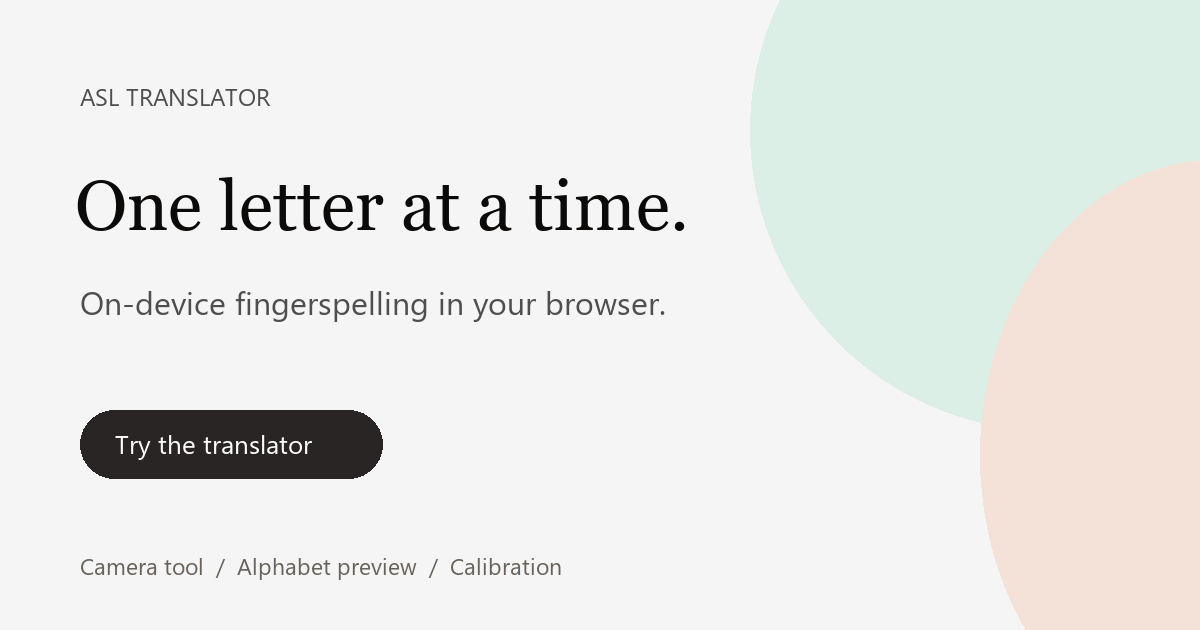 ASL TRANSLATOR
One letter at a time.
On-device fingerspelling in your browser.
Try the translator
Camera tool / Alphabet preview / Calibration